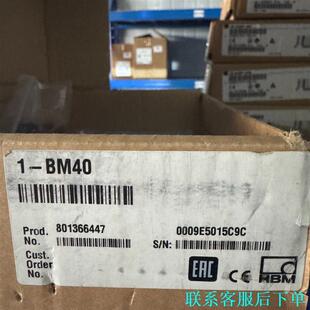 1-BM40
Prod. No. 801366447
S/N: 0009E5015C9C
Cust.
Order
No.
EAC CE HBM
联系客服后下单